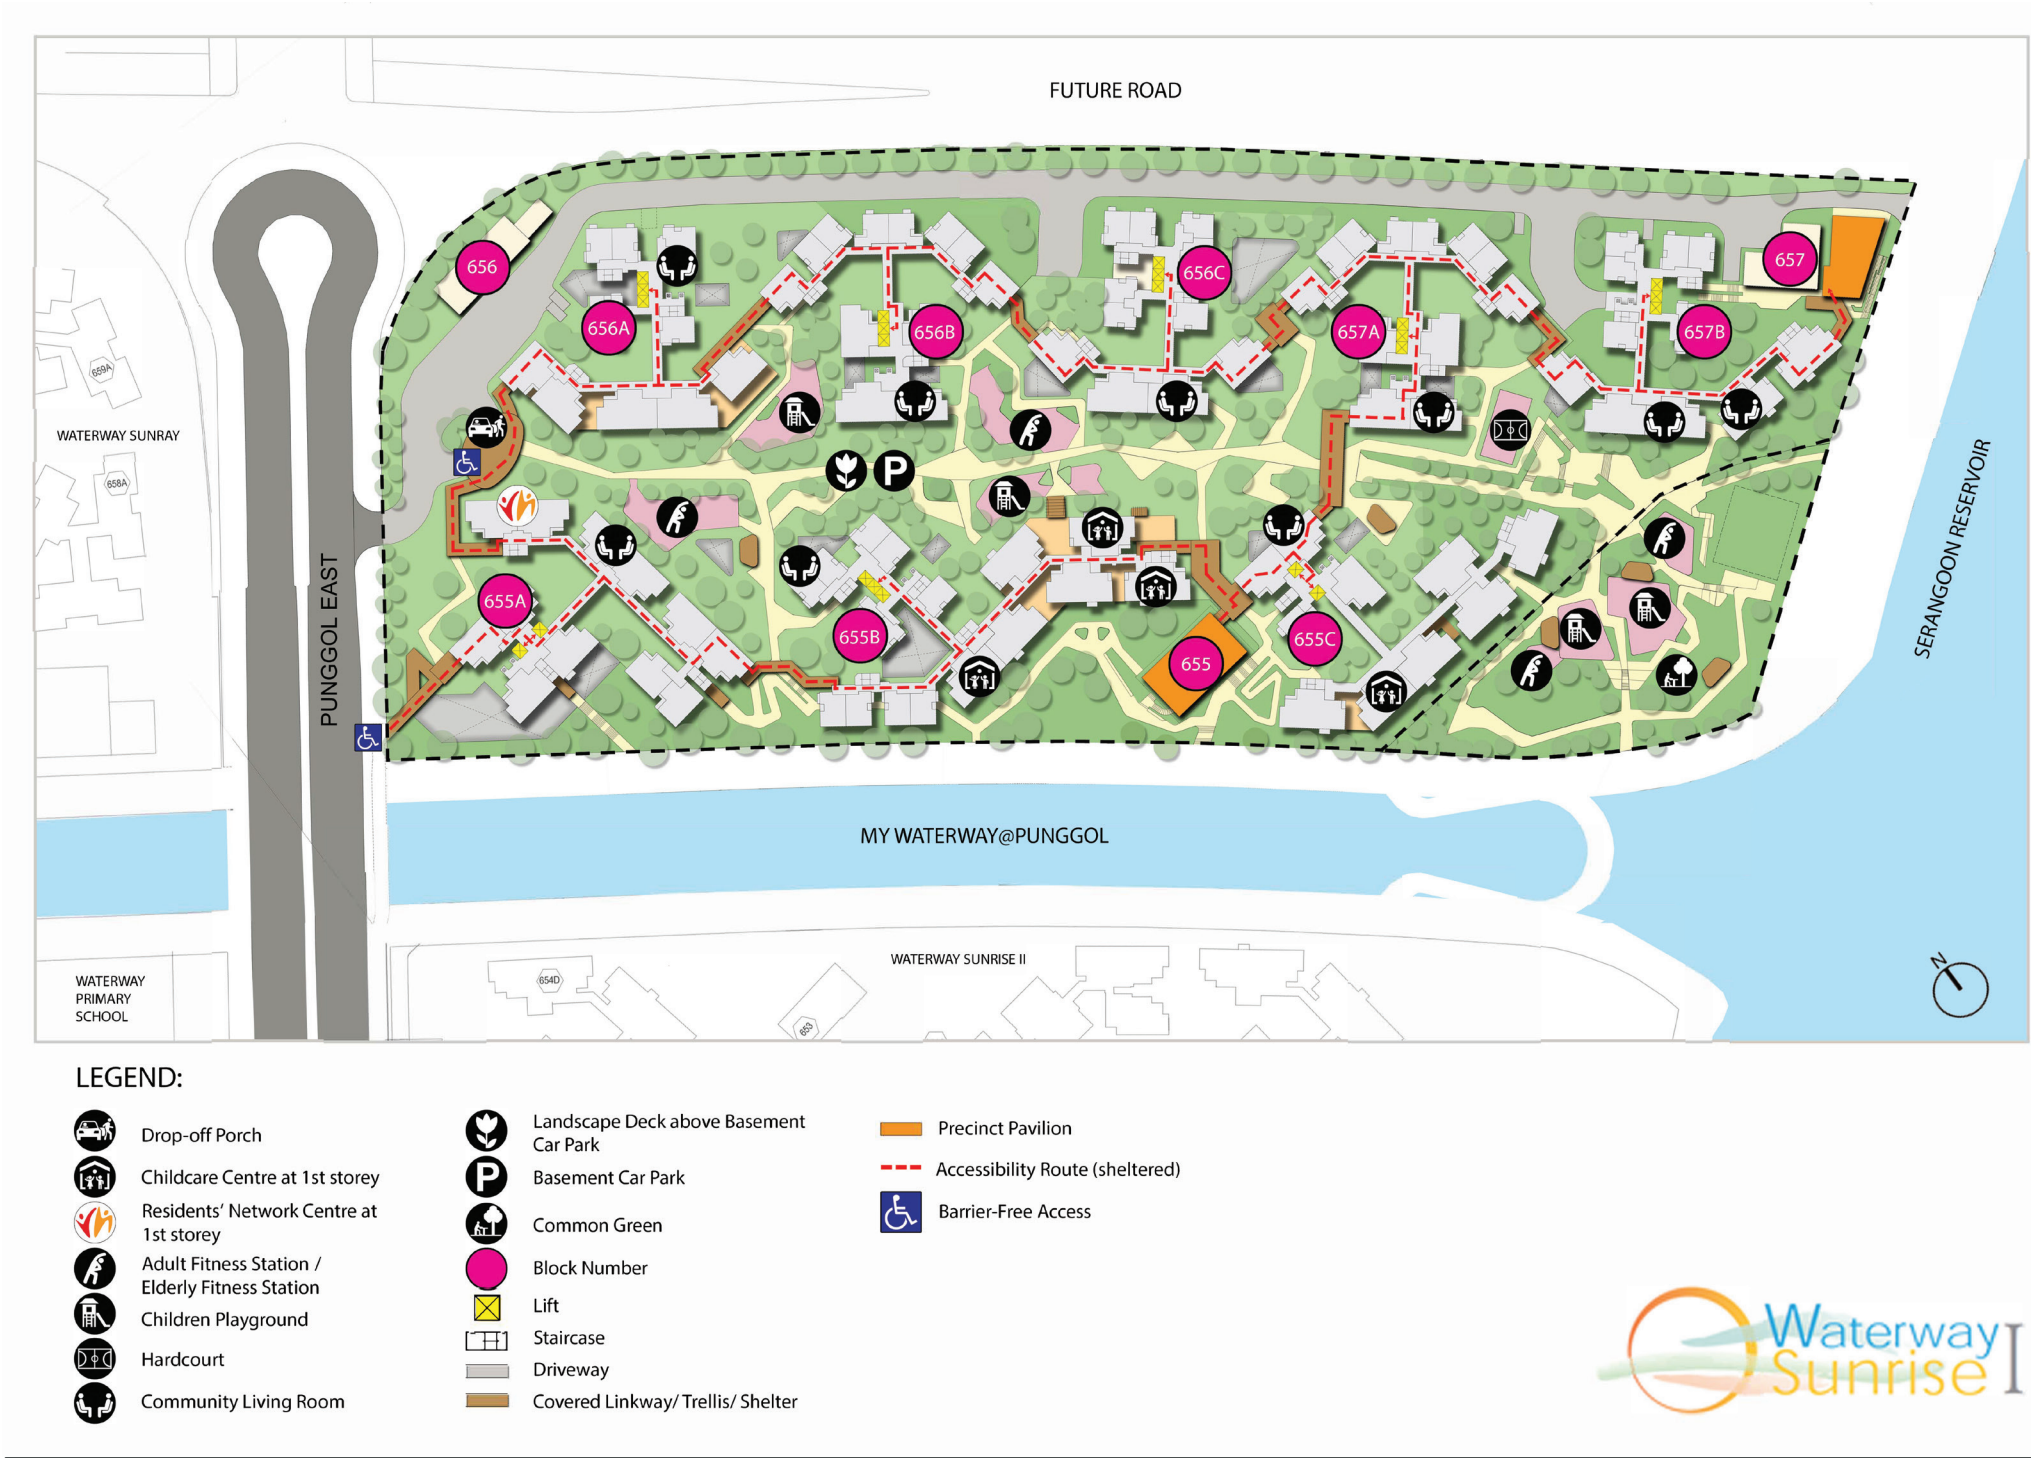 FUTURE ROAD
656
656A
656B
656C
657A
657B
657
659A
WATERWAY SUNRAY
658A
P
PUNGGOL EAST
655A
655B
655
655C
SERANGOON RESERVOIR
MY WATERWAY@PUNGGOL
WATERWAY SUNRISE II
654D
653
WATERWAY
PRIMARY
SCHOOL
N
LEGEND:
Drop-off Porch
Childcare Centre at 1st storey
Residents' Network Centre at
1st storey
Adult Fitness Station /
Elderly Fitness Station
Children Playground
Hardcourt
Community Living Room
Landscape Deck above Basement
Car Park
P
Basement Car Park
Common Green
Block Number
Lift
Staircase
Driveway
Covered Linkway/ Trellis/ Shelter
Precinct Pavilion
Accessibility Route (sheltered)
Barrier-Free Access
Waterway
Sunrise I